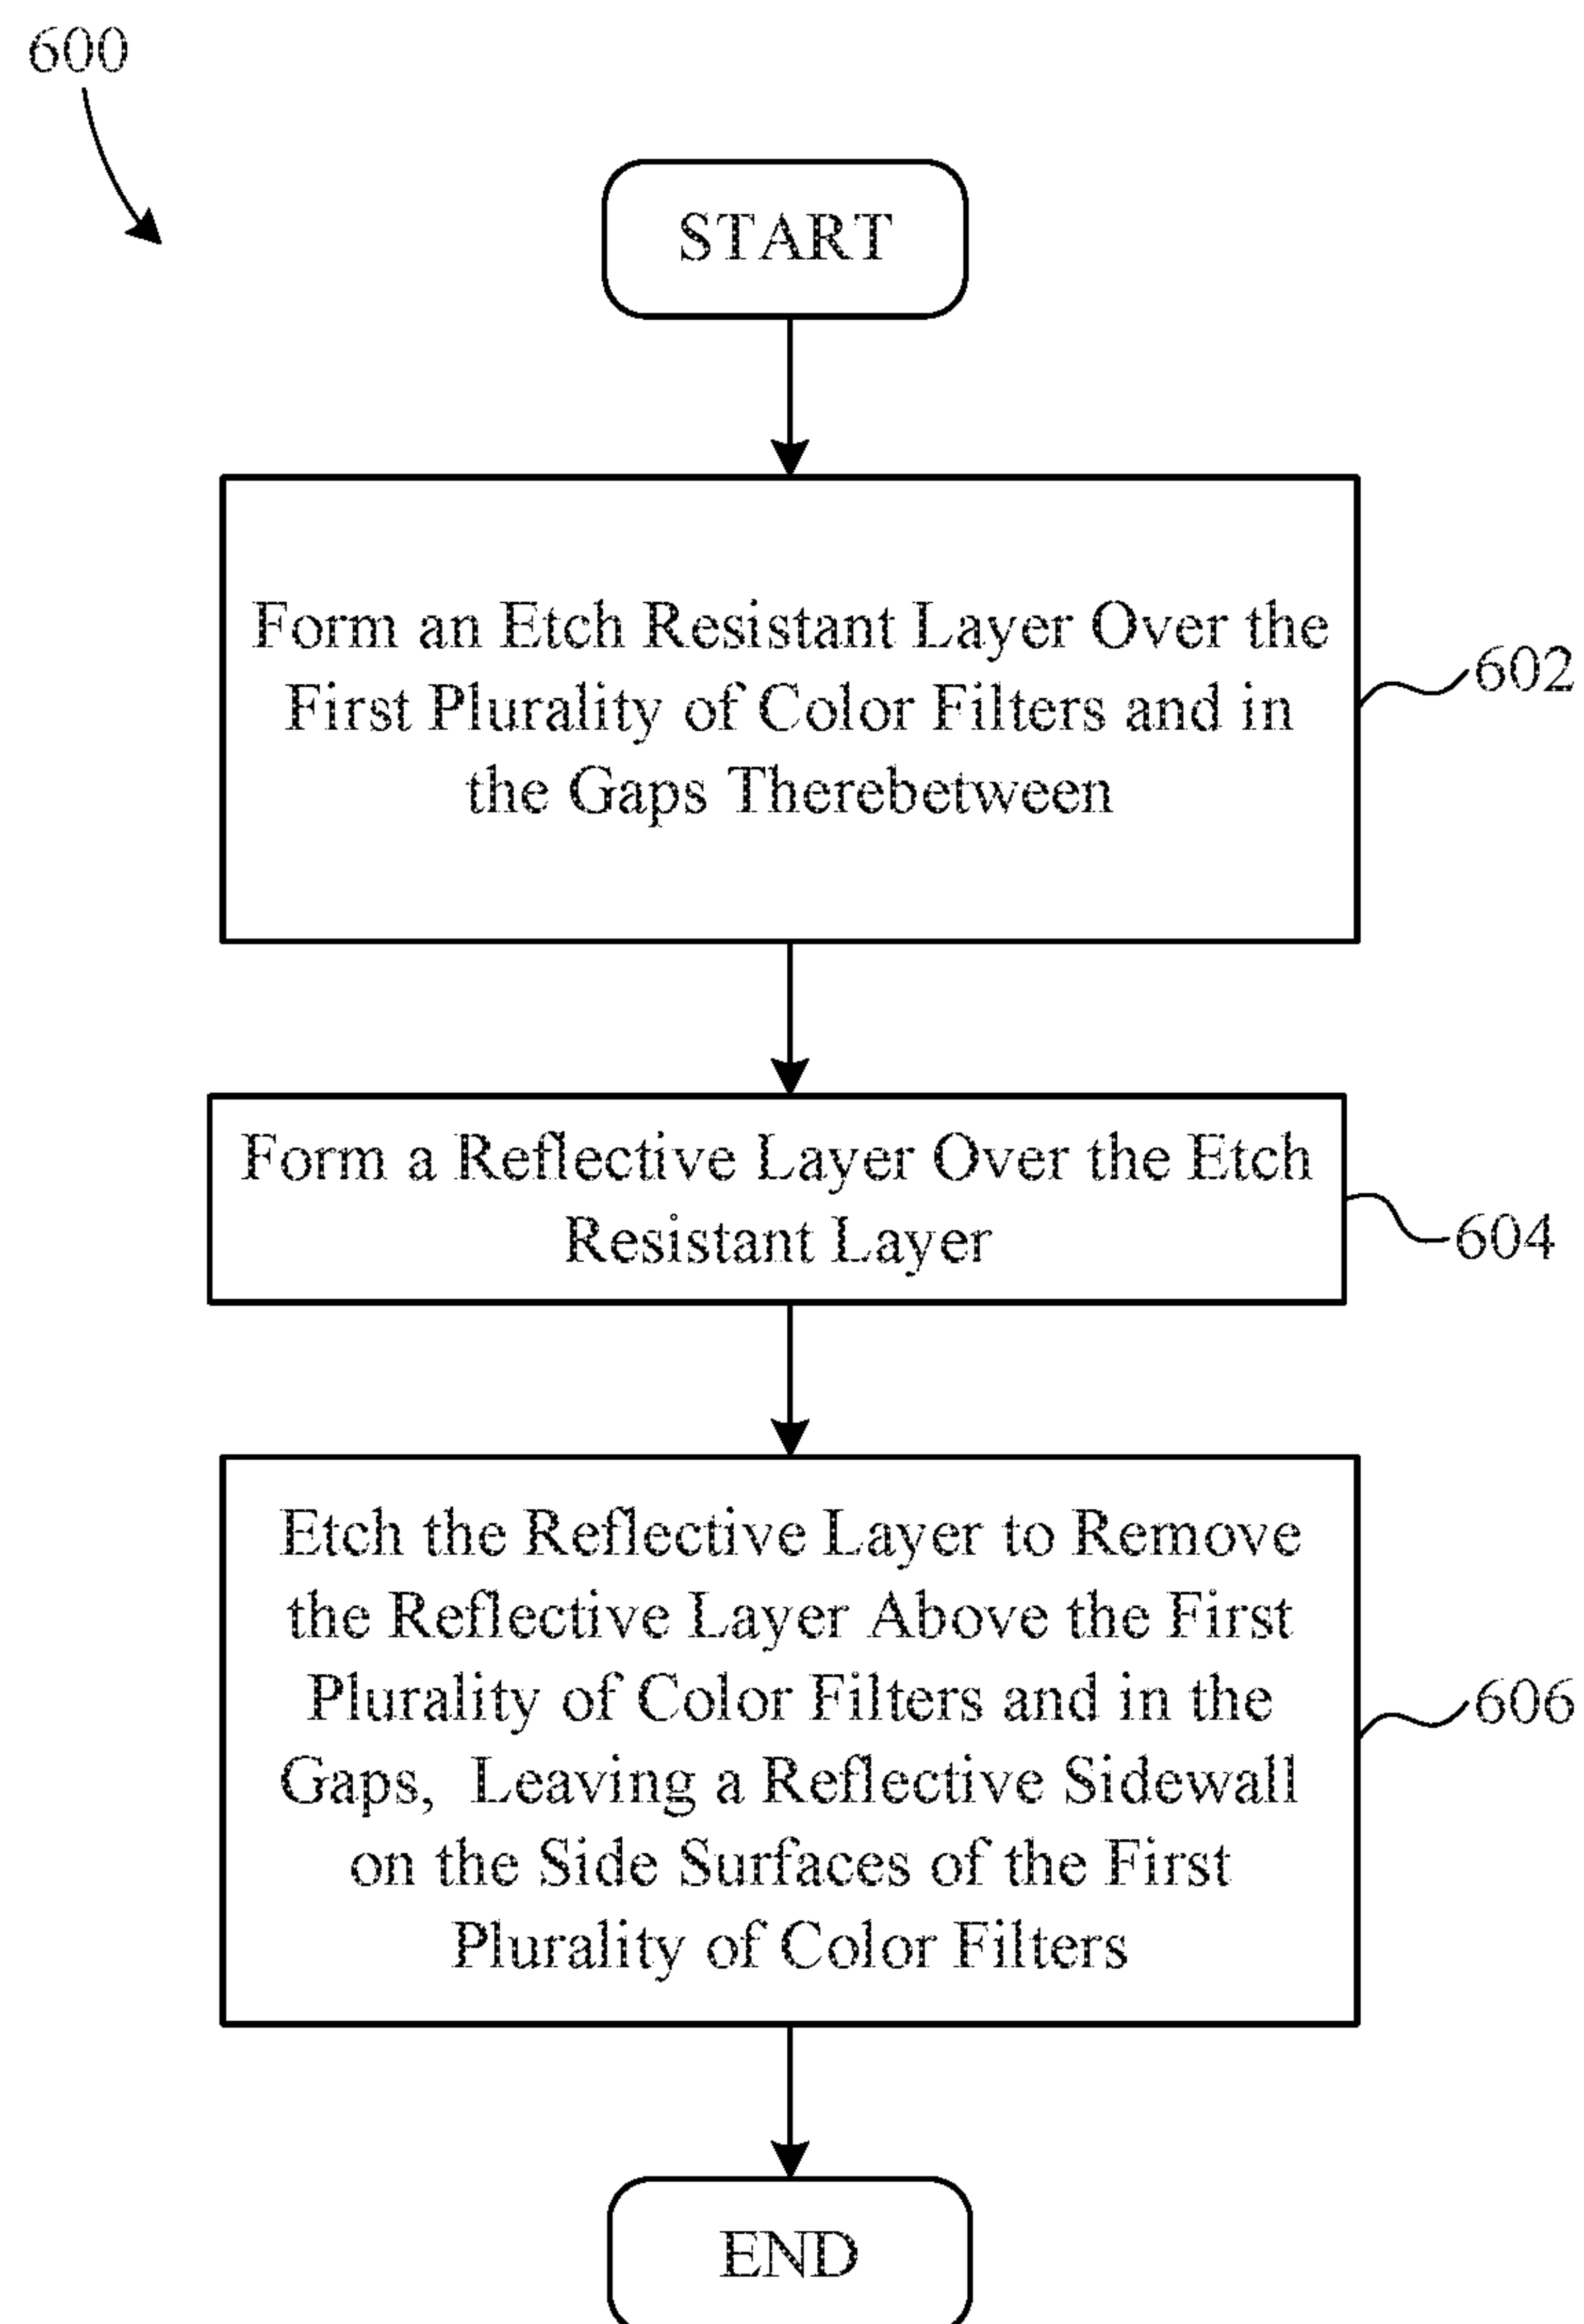 600
START
Form an Etch Resistant Layer Over the
First Plurality of Color Filters and in
the Gaps Therebetween
602
Form a Reflective Layer Over the Etch
Resistant Layer
604
Etch the Reflective Layer to Remove
the Reflective Layer Above the First
Plurality of Color Filters and in the
Gaps, Leaving a Reflective Sidewall
on the Side Surfaces of the First
Plurality of Color Filters
606
END